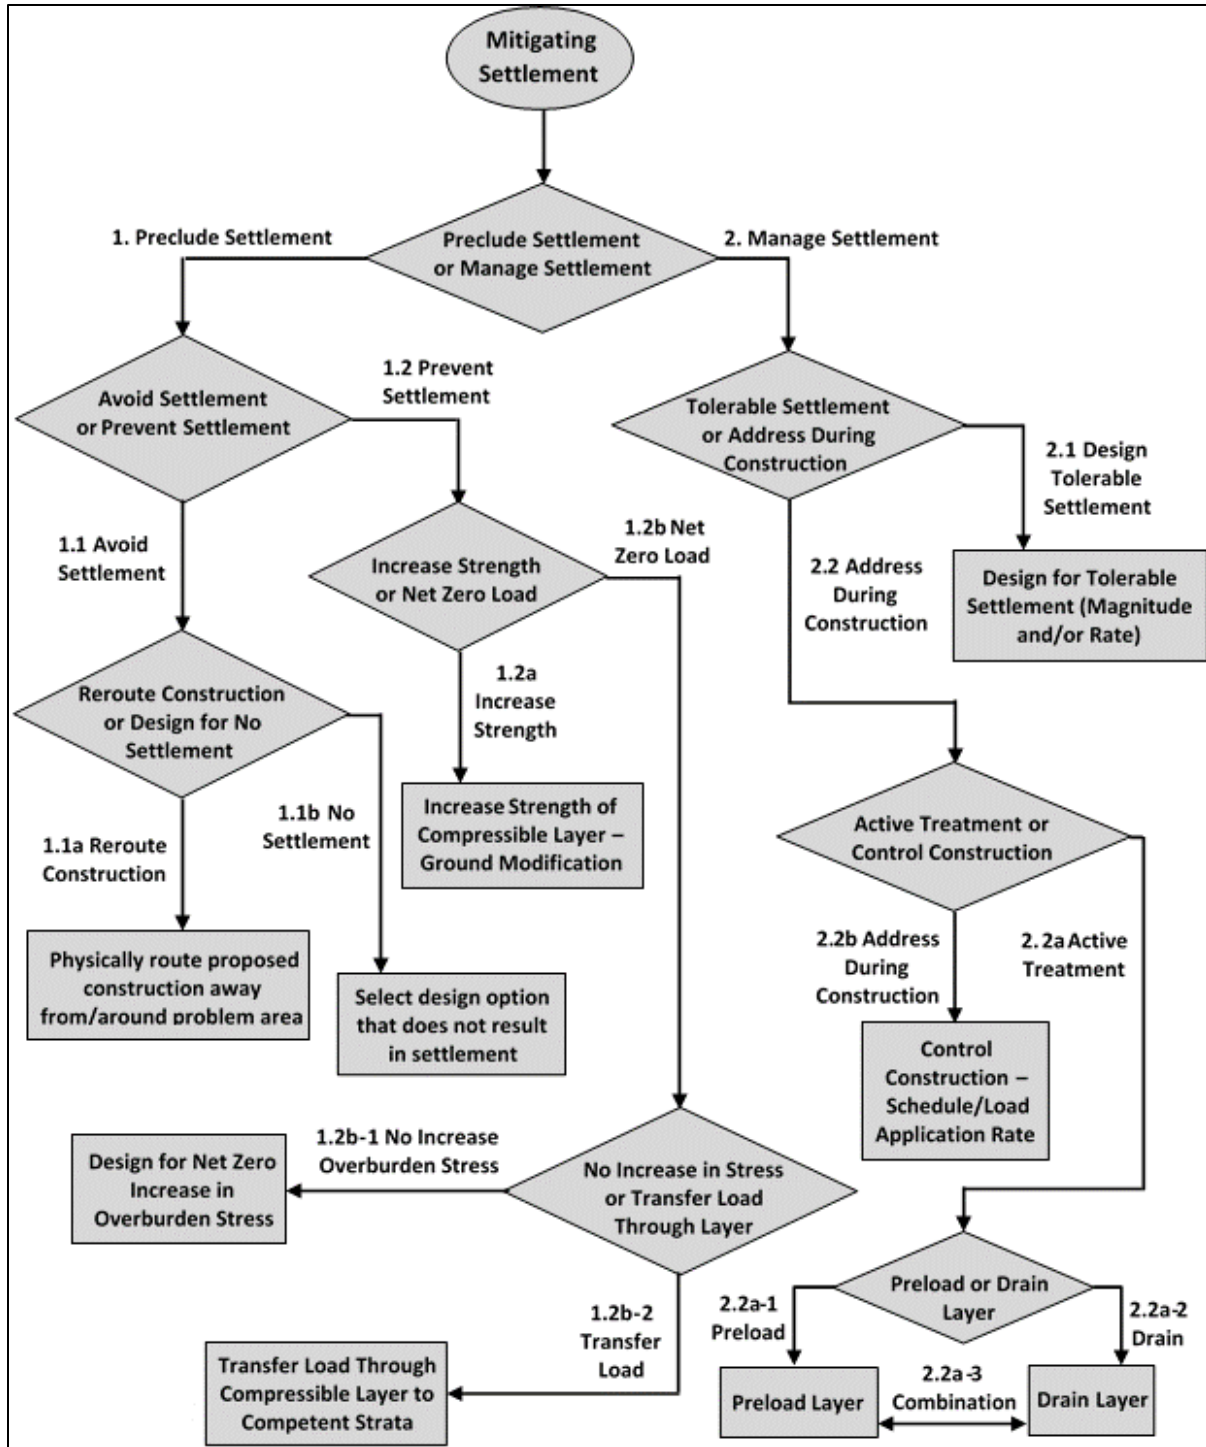 Mitigating
Settlement
1. Preclude Settlement
Preclude Settlement
or Manage Settlement
2. Manage Settlement
Avoid Settlement
or Prevent Settlement
1.2 Prevent
Settlement
Tolerable Settlement
or Address During
Construction
2.1 Design
Tolerable
Settlement
1.1 Avoid
Settlement
Increase Strength
or Net Zero Load
1.2b Net
Zero Load
2.2 Address
During
Construction
Design for Tolerable
Settlement (Magnitude
and/or Rate)
Reroute Construction
or Design for No
Settlement
1.2a
Increase
Strength
1.1a Reroute
Construction
1.1b No
Settlement
Increase Strength of
Compressible Layer –
Ground Modification
Active Treatment or
Control Construction
Physically route proposed
construction away
from/around problem area
Select design option
that does not result
in settlement
2.2b Address
During
Construction
2.2a Active
Treatment
Control
Construction –
Schedule/Load
Application Rate
1.2b-1 No Increase
Overburden Stress
Design for Net Zero
Increase in
Overburden Stress
No Increase in Stress
or Transfer Load
Through Layer
Preload or Drain
Layer
1.2b-2
Transfer
Load
2.2a-1
Preload
2.2a-2
Drain
Transfer Load Through
Compressible Layer to
Competent Strata
Preload Layer
2.2a-3
Combination
Drain Layer